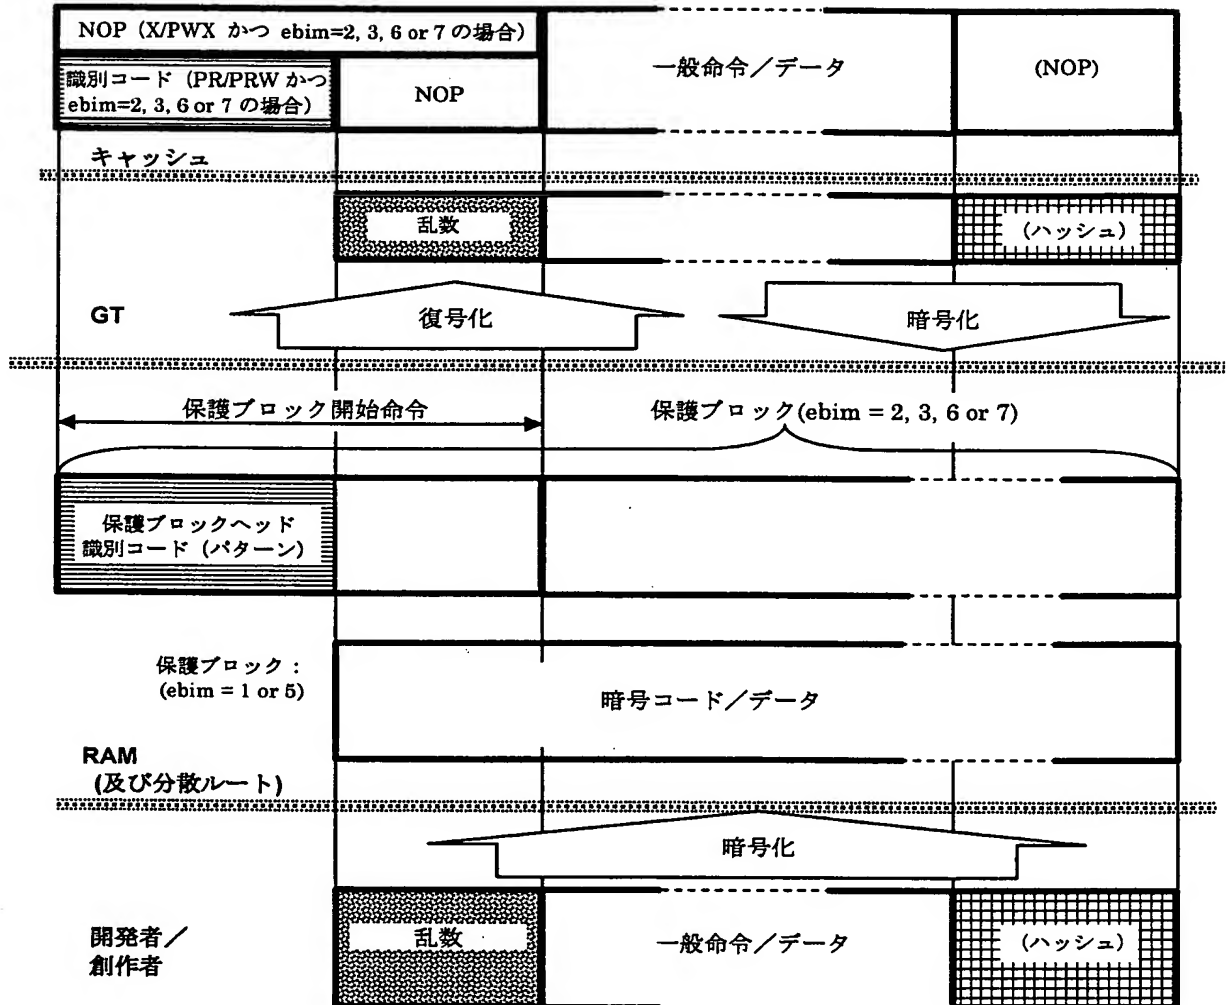 NOP (X/PWX かつ ebim=2, 3, 6 or 7 の場合)
識別コード (PR/PRW かつ
ebim=2, 3, 6 or 7 の場合)
NOP
一般命令／データ
(NOP)
キャッシュ
乱数
(ハッシュ)
GT
復号化
暗号化
保護ブロック開始命令
保護ブロック(ebim = 2, 3, 6 or 7)
保護ブロックヘッド
識別コード (パターン)
保護ブロック：
(ebim = 1 or 5)
暗号コード／データ
RAM
(及び分散ルート)
暗号化
開発者／
創作者
乱数
一般命令／データ
(ハッシュ)